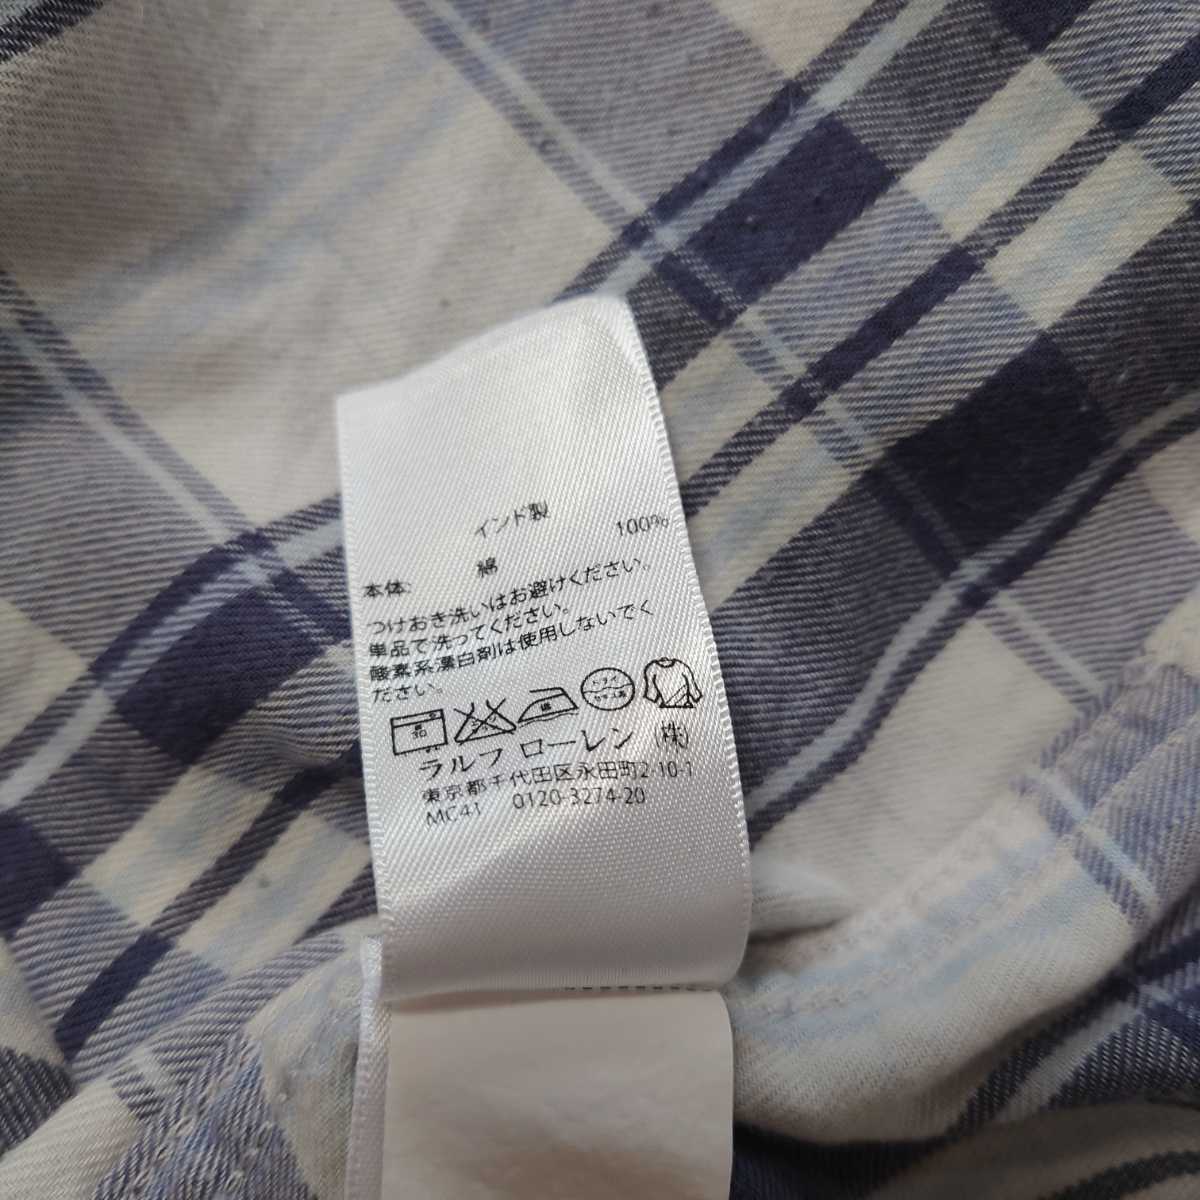 インド製
本体: 綿 100%
つけおき洗いはお避けください。
単品で洗ってください。
酸素系漂白剤は使用しないでく
ださい。
ラルフ ローレン (株)
東京都千代田区永田町2-10-1
MC41 0120-3274-20